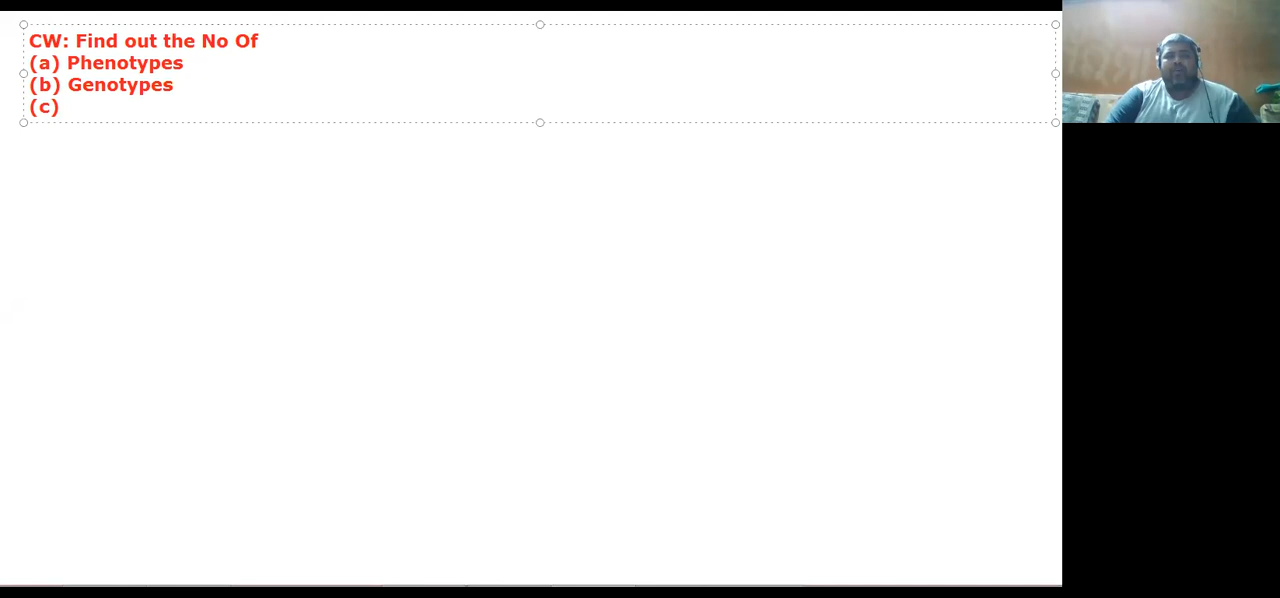 CW: Find out the No Of
(a) Phenotypes
(b) Genotypes
(c)